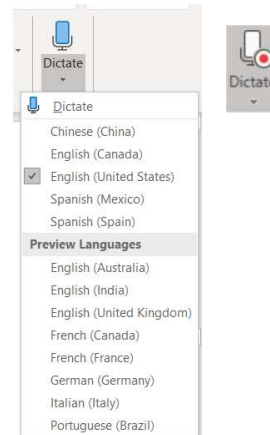 Dictate
Dictate
Dictate
Chinese (China)
English (Canada)
English (United States)
Spanish (Mexico)
Spanish (Spain)
Preview Languages
English (Australia)
English (India)
English (United Kingdom)
French (Canada)
French (France)
German (Germany)
Italian (Italy)
Portuguese (Brazil)